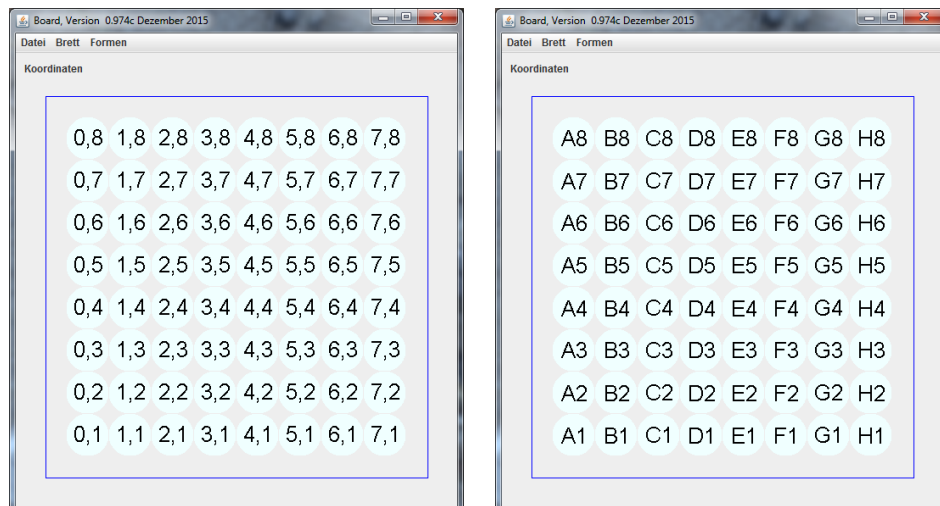 Board, Version 0.974c Dezember 2015
Datei Brett Formen
Koordinaten
0,8 1,8 2,8 3,8 4,8 5,8 6,8 7,8
0,7 1,7 2,7 3,7 4,7 5,7 6,7 7,7
0,6 1,6 2,6 3,6 4,6 5,6 6,6 7,6
0,5 1,5 2,5 3,5 4,5 5,5 6,5 7,5
0,4 1,4 2,4 3,4 4,4 5,4 6,4 7,4
0,3 1,3 2,3 3,3 4,3 5,3 6,3 7,3
0,2 1,2 2,2 3,2 4,2 5,2 6,2 7,2
0,1 1,1 2,1 3,1 4,1 5,1 6,1 7,1
Board, Version 0.974c Dezember 2015
Datei Brett Formen
Koordinaten
A8 B8 C8 D8 E8 F8 G8 H8
A7 B7 C7 D7 E7 F7 G7 H7
A6 B6 C6 D6 E6 F6 G6 H6
A5 B5 C5 D5 E5 F5 G5 H5
A4 B4 C4 D4 E4 F4 G4 H4
A3 B3 C3 D3 E3 F3 G3 H3
A2 B2 C2 D2 E2 F2 G2 H2
A1 B1 C1 D1 E1 F1 G1 H1